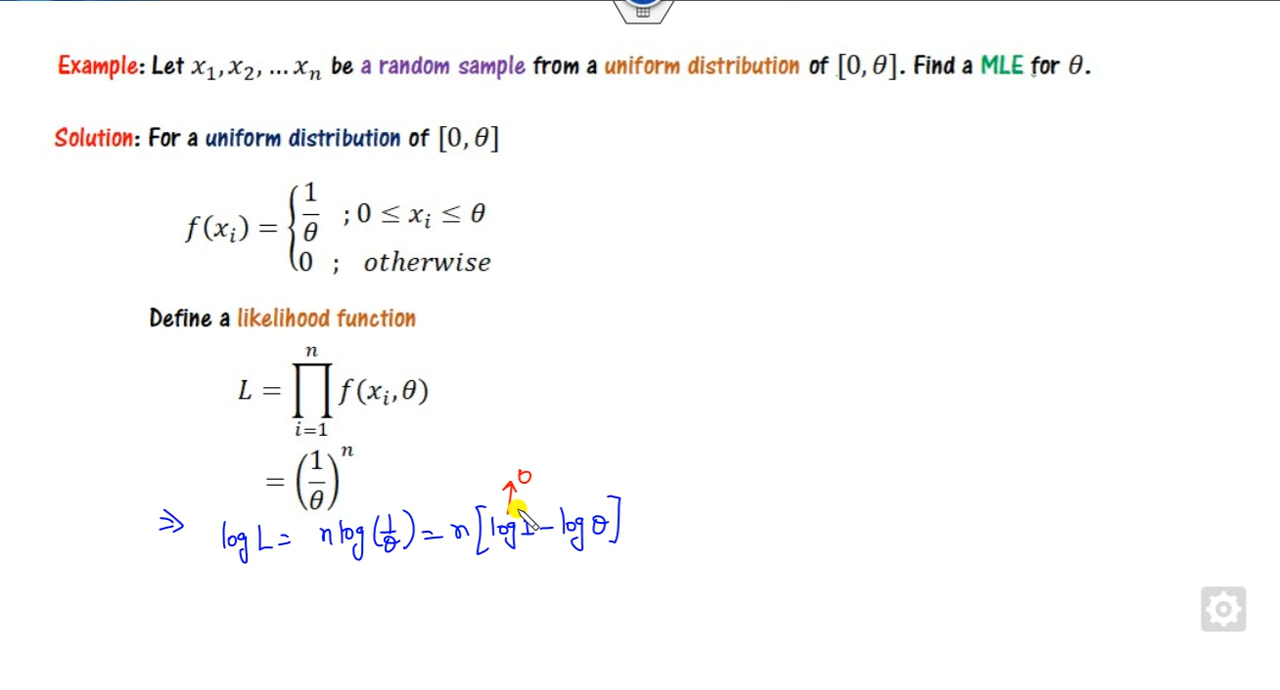 Example: Let x₁, x₂, … xₙ be a random sample from a uniform distribution of [0, θ]. Find a MLE for θ.
Solution: For a uniform distribution of [0, θ]
f(xᵢ) = { 1/θ ; 0 ≤ xᵢ ≤ θ
0 ; otherwise
Define a likelihood function
L = ∏ᵢ₌₁ⁿ f(xᵢ, θ)
= (1/θ)ⁿ
0
⇒ log L = n log (1/θ) = n [log 1 − log θ]